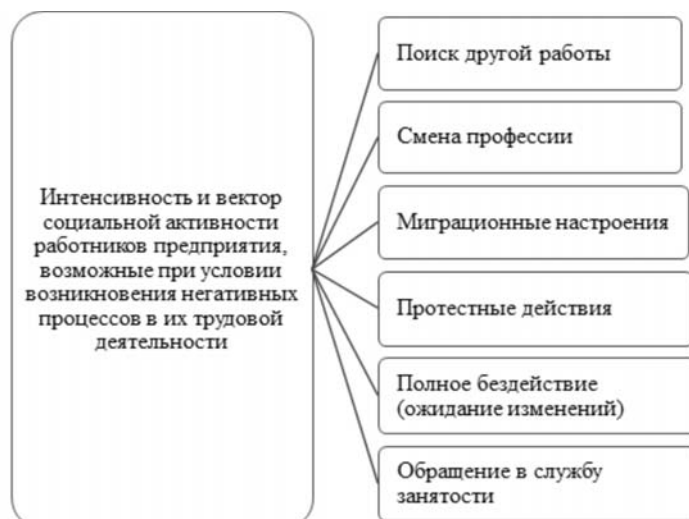 Интенсивность и вектор
социальной активности
работников предприятия,
возможные при условии
возникновения негативных
процессов в их трудовой
деятельности
Поиск другой работы
Смена профессии
Миграционные настроения
Протестные действия
Полное бездействие
(ожидание изменений)
Обращение в службу
занятости